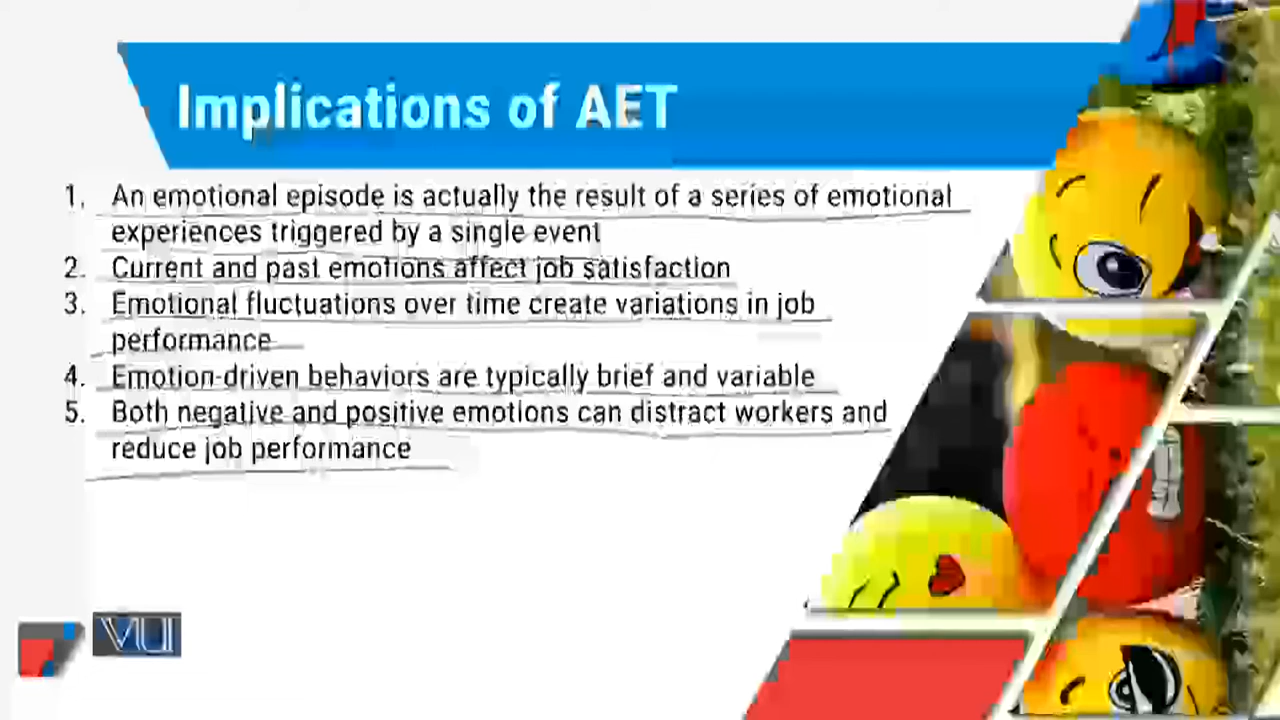 Implications of AET
1. An emotional episode is actually the result of a series of emotional
experiences triggered by a single event
2. Current and past emotions affect job satisfaction
3. Emotional fluctuations over time create variations in job
performance
4. Emotion-driven behaviors are typically brief and variable
5. Both negative and positive emotions can distract workers and
reduce job performance
VU